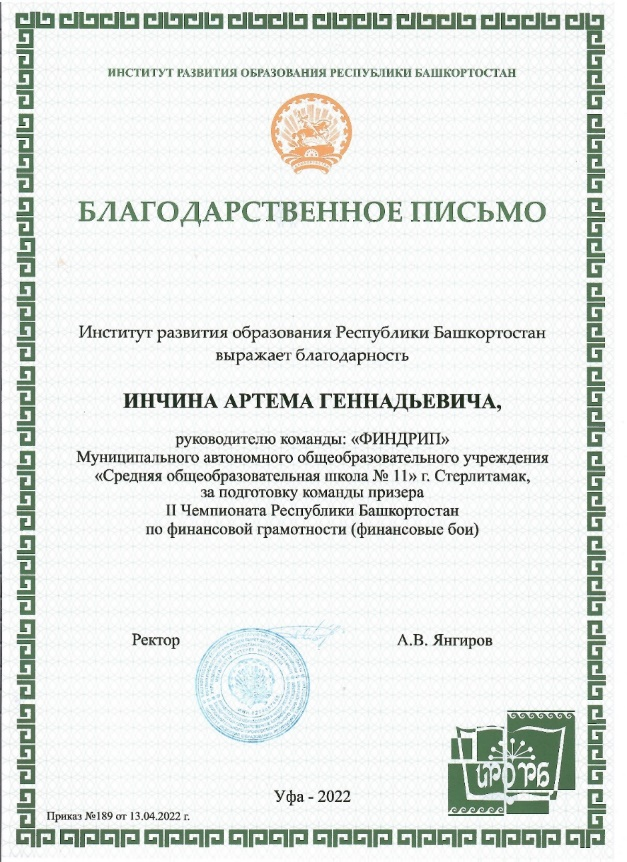 ИНСТИТУТ РАЗВИТИЯ ОБРАЗОВАНИЯ РЕСПУБЛИКИ БАШКОРТОСТАН
БЛАГОДАРСТВЕННОЕ ПИСЬМО
Институт развития образования Республики Башкортостан
выражает благодарность
ИНЧИНА АРТЕМА ГЕННАДЬЕВИЧА,
руководителю команды: «ФИНДРИП»
Муниципального автономного общеобразовательного учреждения
«Средняя общеобразовательная школа № 11» г. Стерлитамак,
за подготовку команды призера
II Чемпионата Республики Башкортостан
по финансовой грамотности (финансовые бои)
Ректор А.В. Янгиров
ИРО РБ
Уфа - 2022
Приказ №189 от 13.04.2022 г.